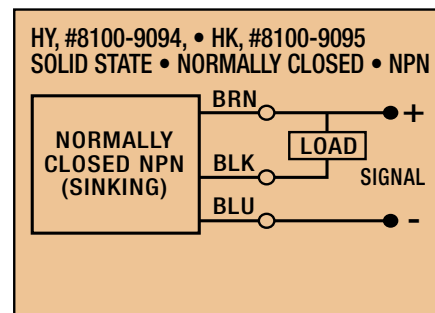 HY, #8100-9094, • HK, #8100-9095
SOLID STATE • NORMALLY CLOSED • NPN
BRN
+
NORMALLY
CLOSED NPN
(SINKING)
LOAD
BLK
SIGNAL
BLU
-